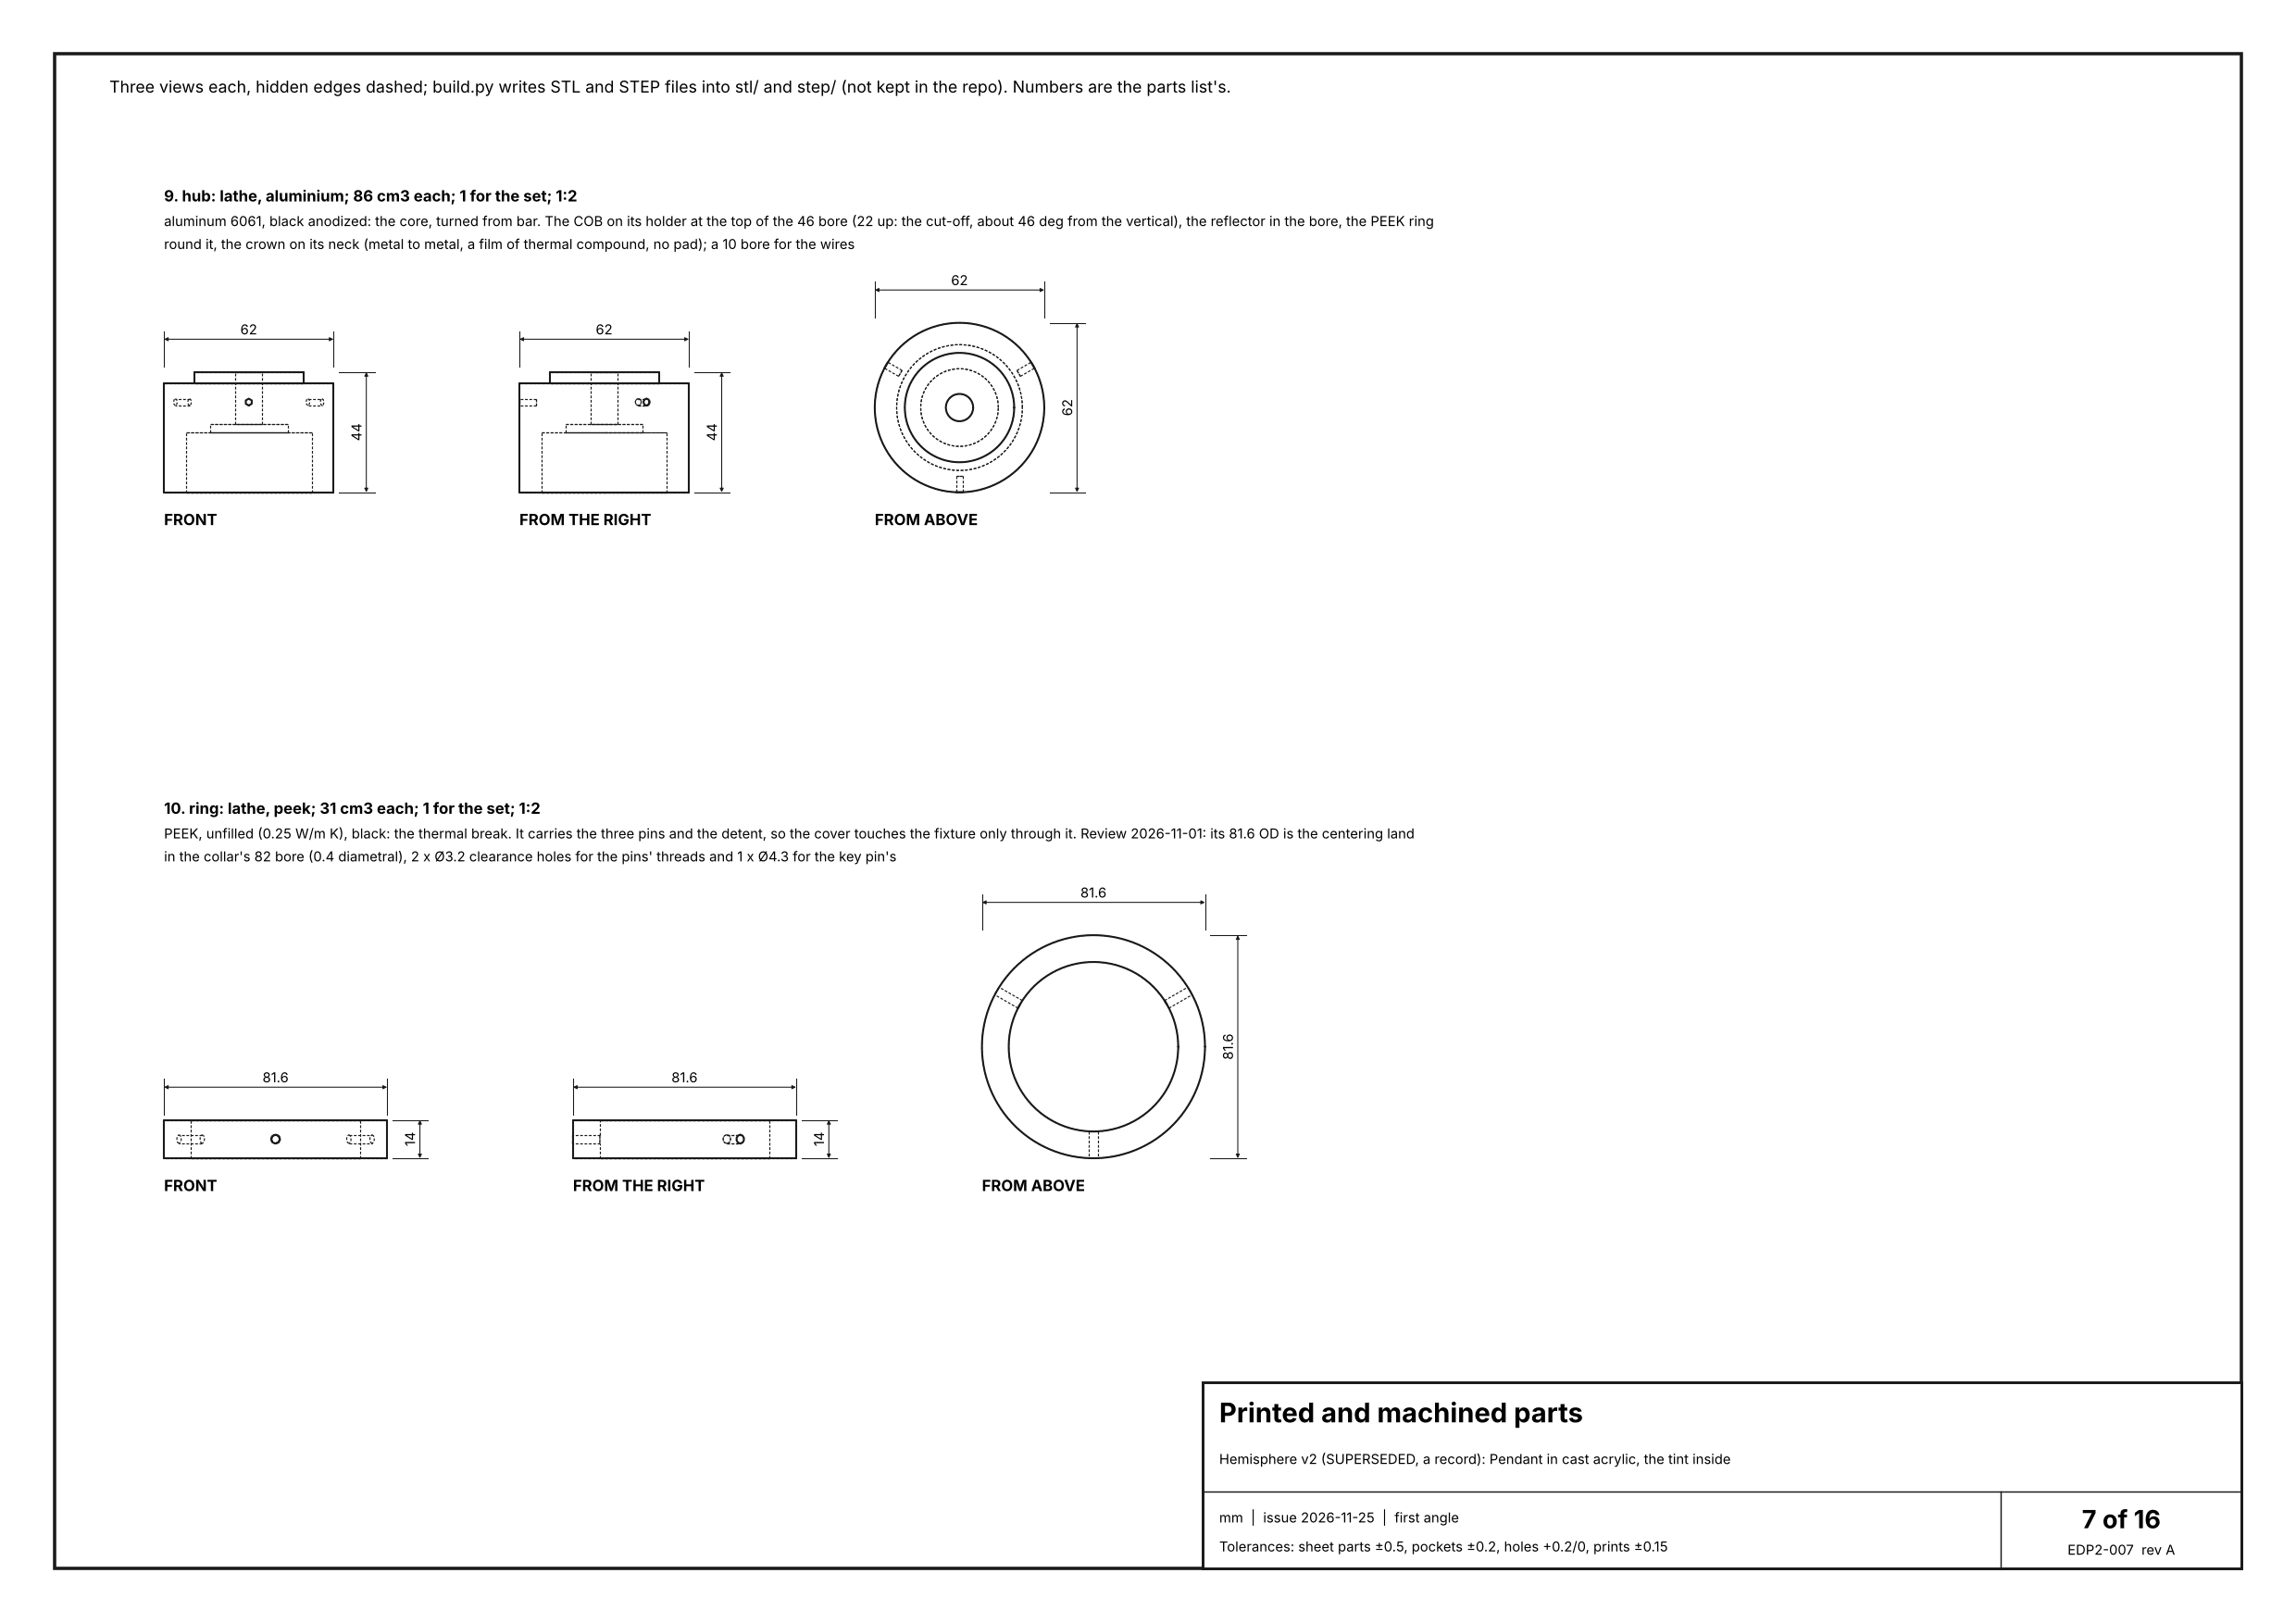 Three views each, hidden edges dashed; build.py writes STL and STEP files into stl/ and step/ (not kept in the repo). Numbers are the parts list's.
9. hub: lathe, aluminium; 86 cm3 each; 1 for the set; 1:2
aluminum 6061, black anodized: the core, turned from bar. The COB on its holder at the top of the 46 bore (22 up: the cut-off, about 46 deg from the vertical), the reflector in the bore, the PEEK ring
round it, the crown on its neck (metal to metal, a film of thermal compound, no pad); a 10 bore for the wires
62
44
FRONT
62
44
FROM THE RIGHT
62
62
FROM ABOVE
10. ring: lathe, peek; 31 cm3 each; 1 for the set; 1:2
PEEK, unfilled (0.25 W/m K), black: the thermal break. It carries the three pins and the detent, so the cover touches the fixture only through it. Review 2026-11-01: its 81.6 OD is the centering land
in the collar's 82 bore (0.4 diametral), 2 x Ø3.2 clearance holes for the pins' threads and 1 x Ø4.3 for the key pin's
81.6
14
FRONT
81.6
14
FROM THE RIGHT
81.6
81.6
FROM ABOVE
Printed and machined parts
Hemisphere v2 (SUPERSEDED, a record): Pendant in cast acrylic, the tint inside
mm | issue 2026-11-25 | first angle
Tolerances: sheet parts ±0.5, pockets ±0.2, holes +0.2/0, prints ±0.15
7 of 16
EDP2-007 rev A